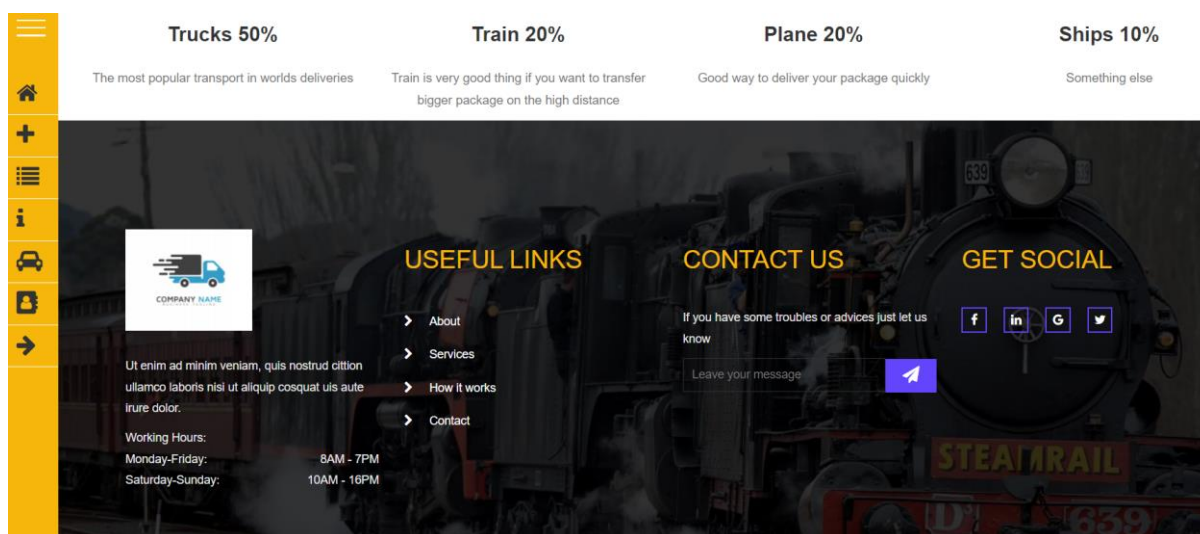 Trucks 50%
The most popular transport in worlds deliveries
Train 20%
Train is very good thing if you want to transfer
bigger package on the high distance
Plane 20%
Good way to deliver your package quickly
Ships 10%
Something else
COMPANY NAME
Ut enim ad minim veniam, quis nostrud cittion
ullamco laboris nisi ut aliquip cosquat uis aute
irure dolor.
Working Hours:
Monday-Friday: 8AM - 7PM
Saturday-Sunday: 10AM - 16PM
USEFUL LINKS
About
Services
How it works
Contact
CONTACT US
If you have some troubles or advices just let us
know
Leave your message
GET SOCIAL
f in G
639
STEAMRAIL
D³ 639